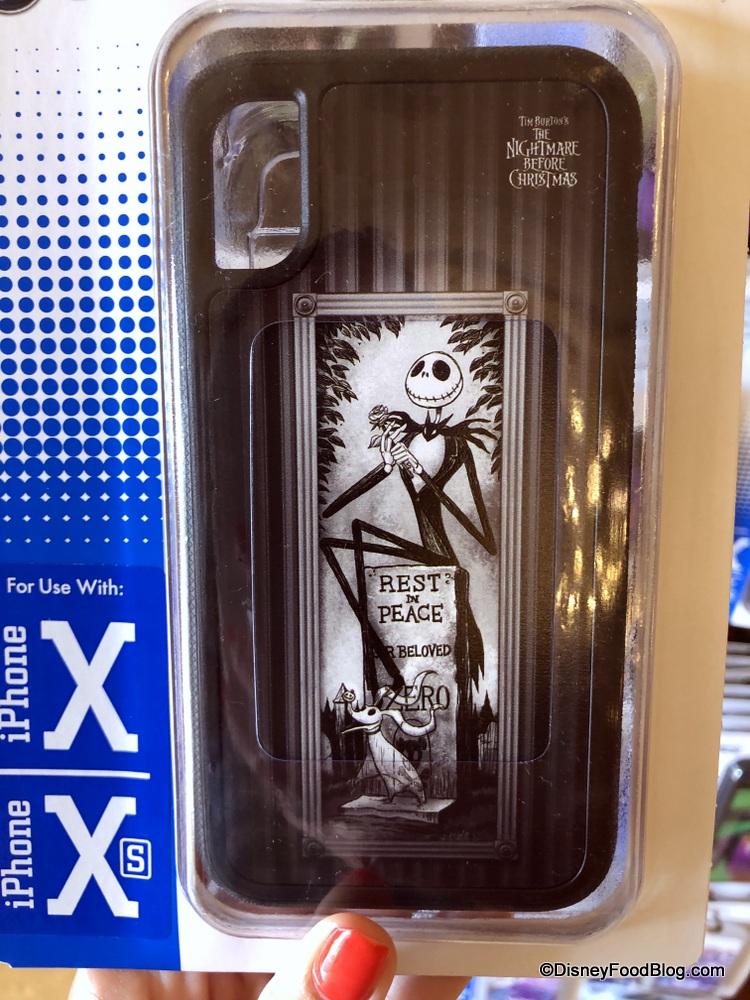 TIM BURTON'S
THE
NIGHTMARE
BEFORE
CHRISTMAS
REST
IN
PEACE
BELOVED
ZERO
For Use With:
iPhone X
iPhone XS
©DisneyFoodBlog.com